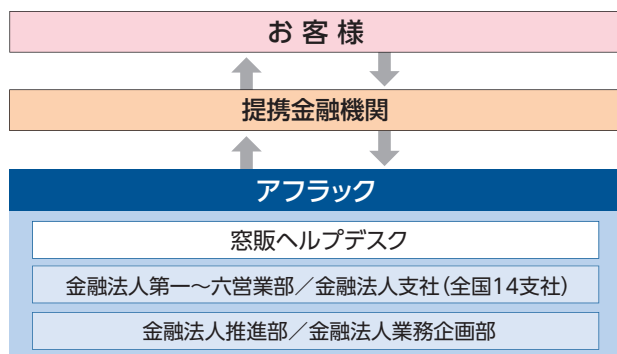 お客様
提携金融機関
アフラック
窓販ヘルプデスク
金融法人第一〜六営業部／金融法人支社（全国14支社）
金融法人推進部／金融法人業務企画部